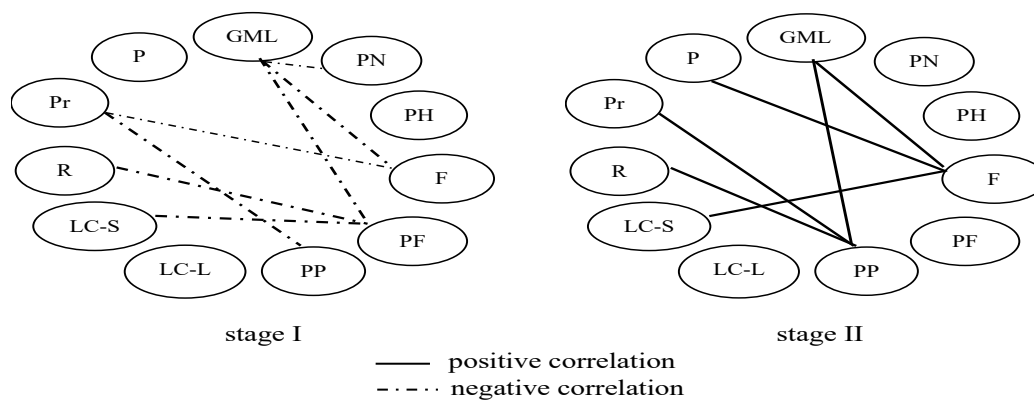 GML
P
PN
Pr
PH
R
F
LC-S
PF
LC-L
PP
stage I
GML
P
PN
Pr
PH
R
F
LC-S
PF
LC-L
PP
stage II
positive correlation
negative correlation